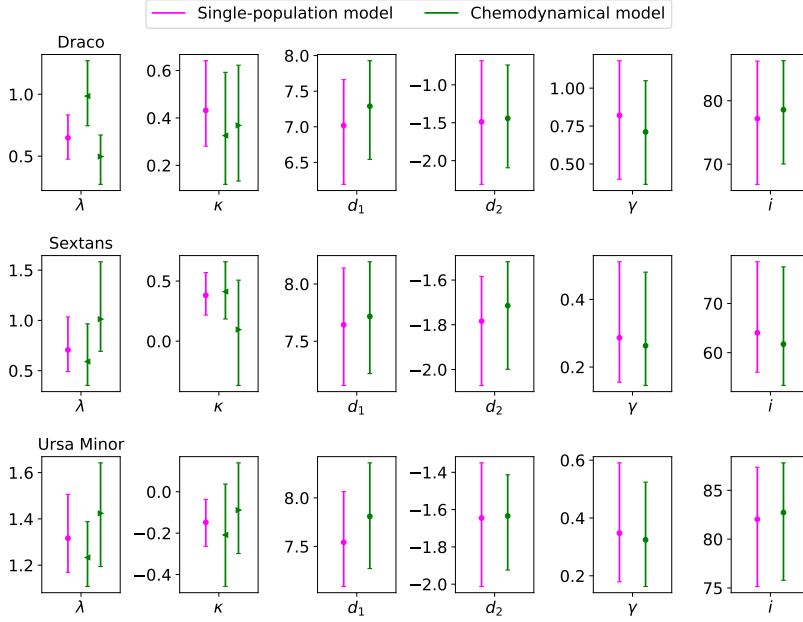 Single-population model Chemodynamical model
Draco
1.0 0.5 λ
0.6 0.4 0.2 κ
8.0 7.5 7.0 6.5 d1
−1.0 −1.5 −2.0 d2
1.00 0.75 0.50 γ
80 70 i
Sextans
1.5 1.0 0.5 λ
0.5 0.0 κ
8.0 7.5 d1
−1.6 −1.8 −2.0 d2
0.4 0.2 γ
70 60 i
Ursa Minor
1.6 1.4 1.2 λ
0.0 −0.2 −0.4 κ
8.0 7.5 d1
−1.4 −1.6 −1.8 −2.0 d2
0.6 0.4 0.2 γ
85 80 75 i